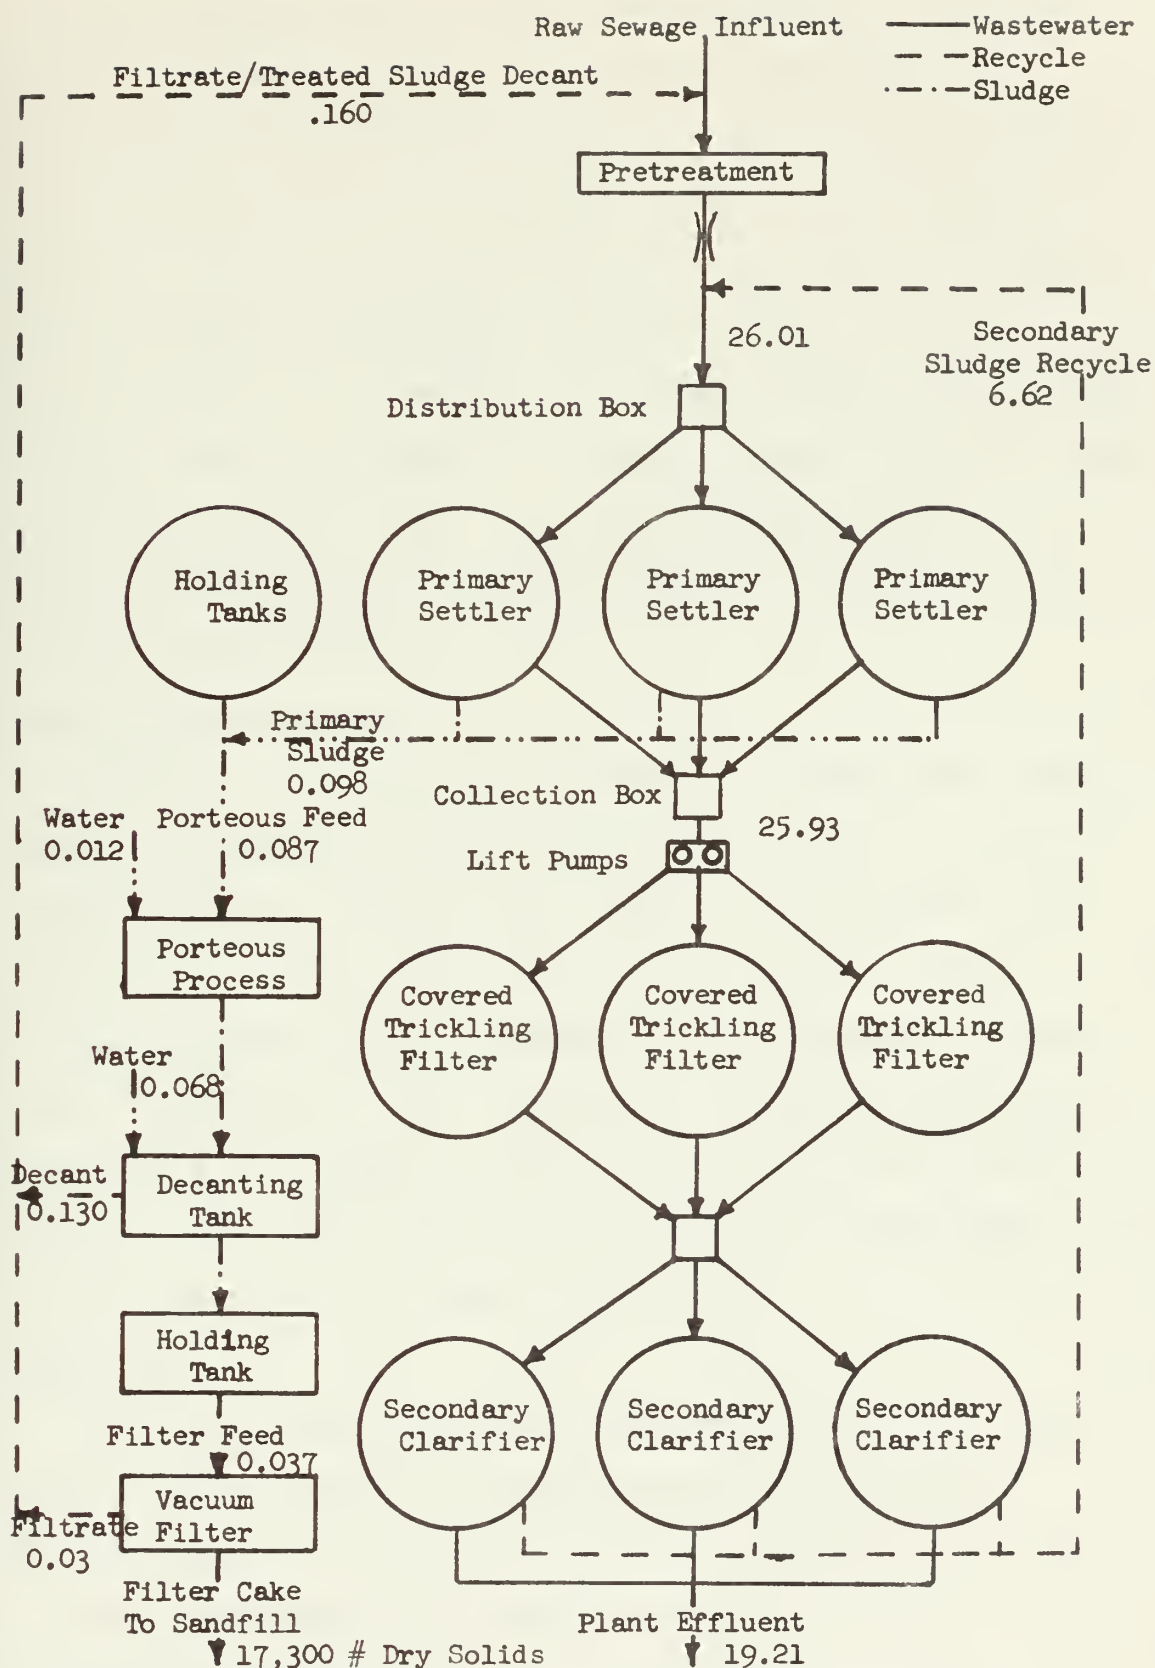 Raw Sewage Influent
Wastewater
Recycle
Sludge
Filtrate/Treated Sludge Decant
.160
Pretreatment
26.01
Secondary
Sludge Recycle
6.62
Distribution Box
Holding
Tanks
Primary
Settler
Primary
Settler
Primary
Settler
Primary
Sludge
0.098
Collection Box
25.93
Water
0.012
Porteous Feed
0.087
Lift Pumps
Porteous
Process
Covered
Trickling
Filter
Covered
Trickling
Filter
Covered
Trickling
Filter
Water
0.068
Decant
0.130
Decanting
Tank
Holding
Tank
Secondary
Clarifier
Secondary
Clarifier
Secondary
Clarifier
Filter Feed
0.037
Vacuum
Filter
Filtrate
0.03
Filter Cake
To Sandfill
17,300 # Dry Solids
Plant Effluent
19.21